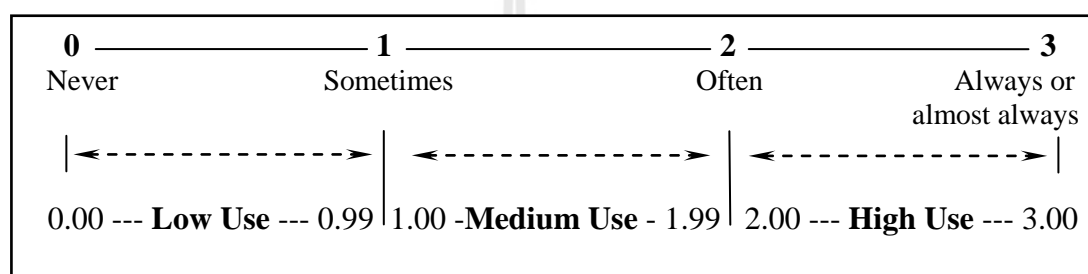 0 1 2 3
Never Sometimes Often Always or
almost always
0.00 --- Low Use --- 0.99 1.00 -Medium Use - 1.99 2.00 --- High Use --- 3.00